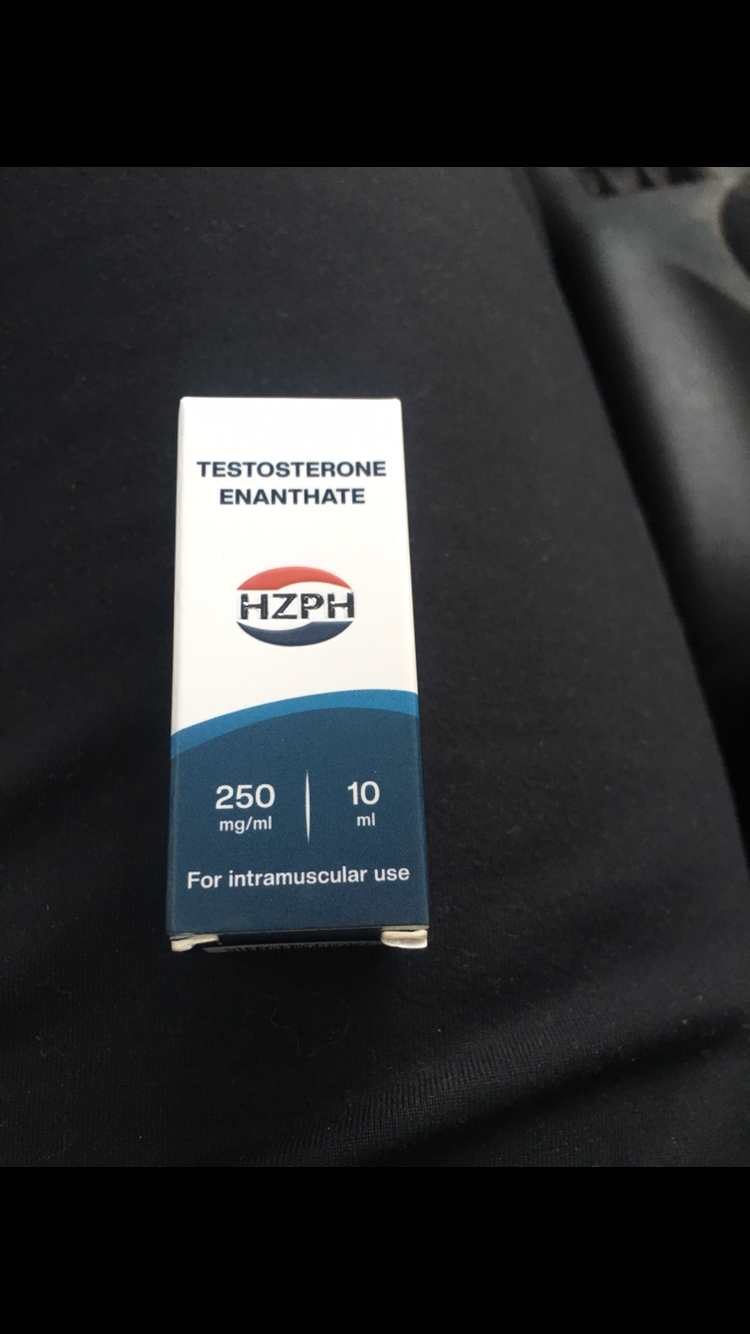 TESTOSTERONE
ENANTHATE
HZPH
250 10
mg/ml ml
For intramuscular use